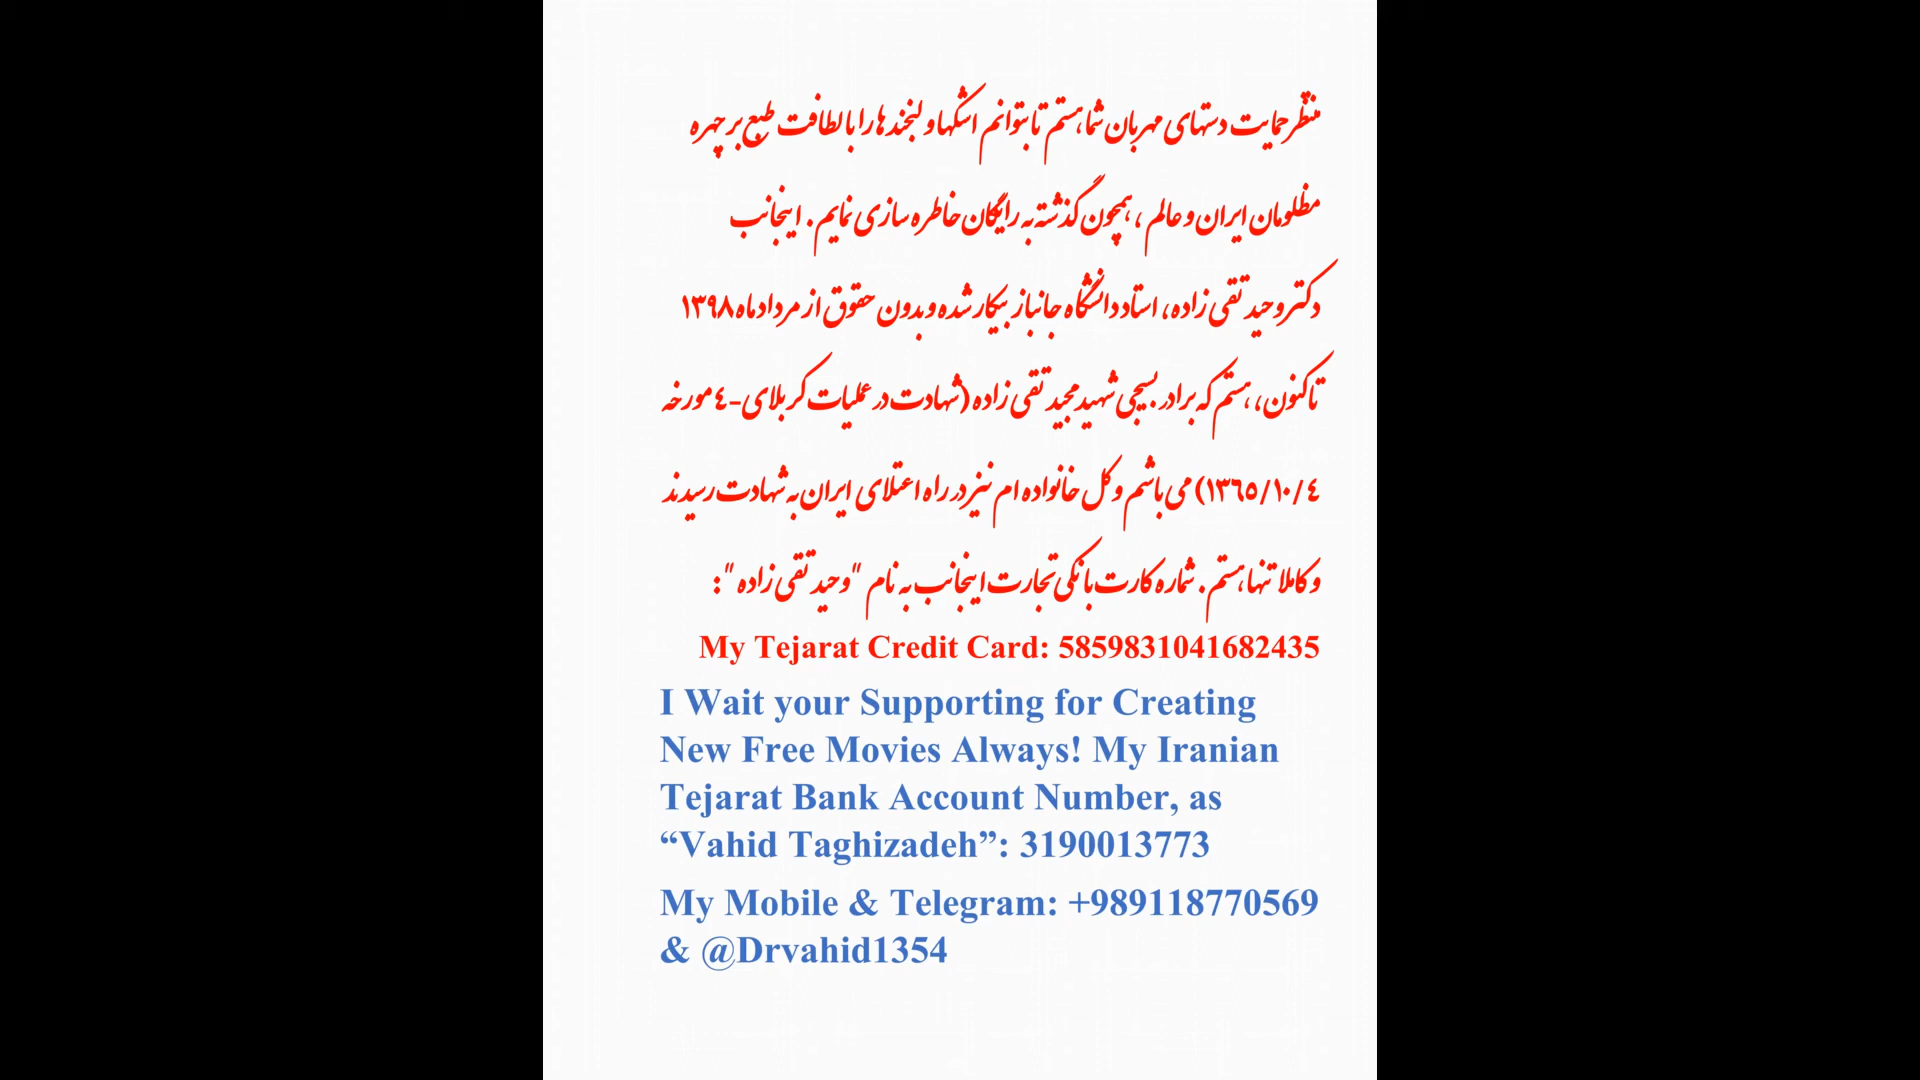 منتظر حمایت دستهای مهربان شما هستم تا بتوانم اشکها و لبخندها را با لطافت طبع بر چهره
مظلومان ایران و عالم ، همچون گذشته به رایگان خاطره سازی نمایم . اینجانب
دکتر وحید تقی زاده ، استاد دانشگاه جانباز بیکار شده و بدون حقوق از مرداد ماه ۱۳۹۸
تاکنون ، هستم که برادر بسیجی شهید مجید تقی زاده (شهادت در عملیات کربلای-٤ مورخه
١٣٦٥/١٠/٤) می باشم و کل خانواده ام نیز در راه اعتلای ایران به شهادت رسیدند
و کاملا تنها هستم . شماره کارت بانکی تجارت اینجانب به نام "وحید تقی زاده" :
My Tejarat Credit Card: 5859831041682435
I Wait your Supporting for Creating
New Free Movies Always! My Iranian
Tejarat Bank Account Number, as
“Vahid Taghizadeh”: 3190013773
My Mobile & Telegram: +989118770569
& @Drvahid1354